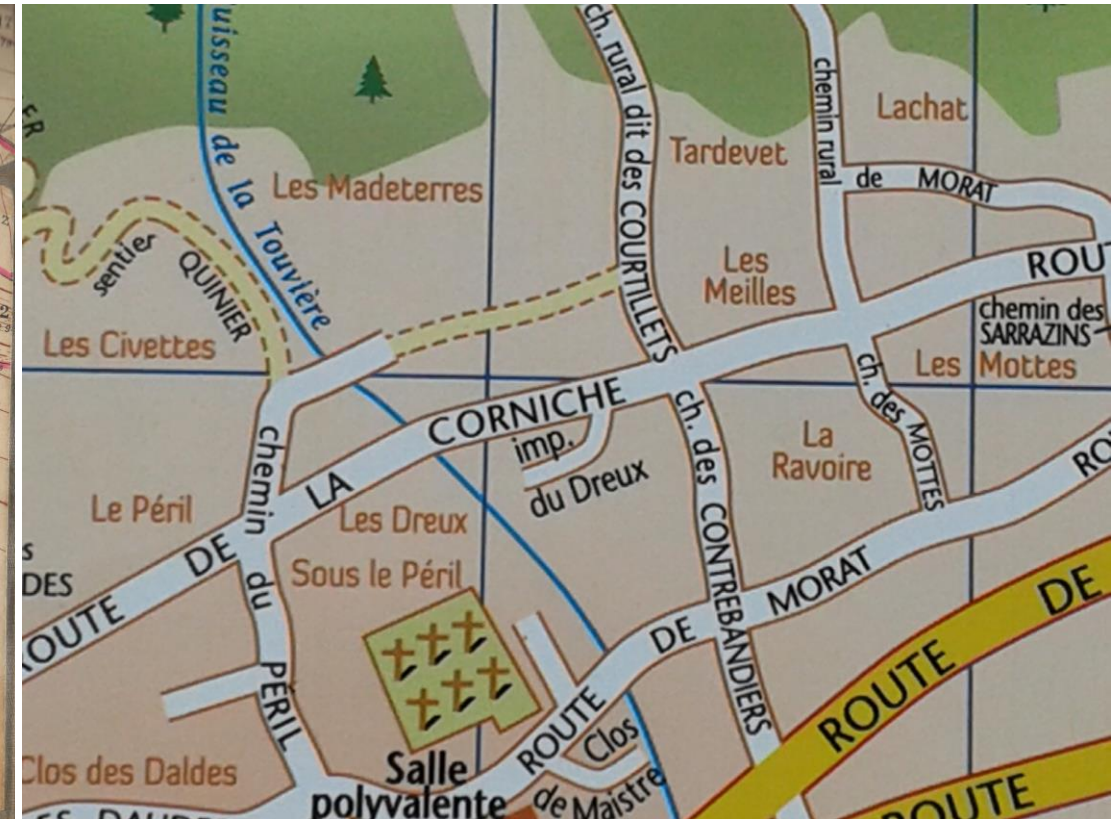 uisseau de la Touvière
ch. rural dit des COURTILLETS
chemin rural
de MORAT
Lachat
Tardevet
Les Madeterres
sentier QUINIER
Les
Meilles
ROUT
chemin des
SARRAZINS
Les Civettes
Les Mottes
ROUTE DE LA CORNICHE
imp.
du Dreux
ch. des MOTTES
La
Ravoire
chemin du PÉRIL
Le Péril
Les Dreux
ch. des CONTREBANDIERS
Sous le Péril
DES
ROUTE DE MORAT
RO
ROUTE DE
Clos des Daldes
Salle
polyvalente
Clos
de Maistre
ROUTE